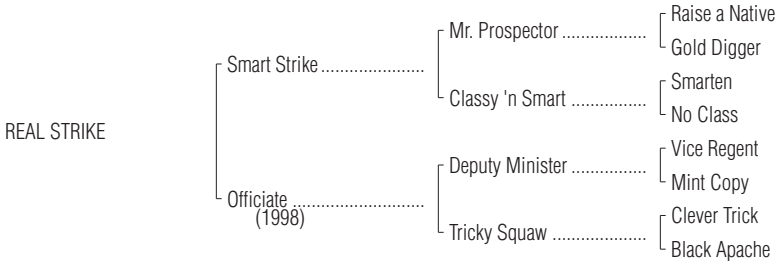 Raise a Native
Mr. Prospector ..................
Gold Digger
Smart Strike......................
Smarten
Classy 'n Smart ................
No Class
REAL STRIKE
Vice Regent
Deputy Minister ................
Mint Copy
Officiate ............................
(1998)
Clever Trick
Tricky Squaw ....................
Black Apache